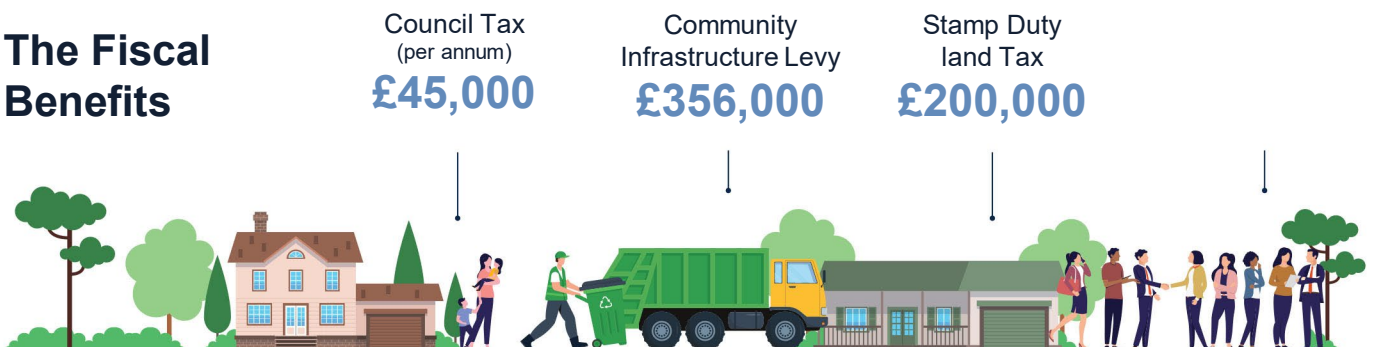 The Fiscal
Benefits
Council Tax
(per annum)
£45,000
Community
Infrastructure Levy
£356,000
Stamp Duty
land Tax
£200,000